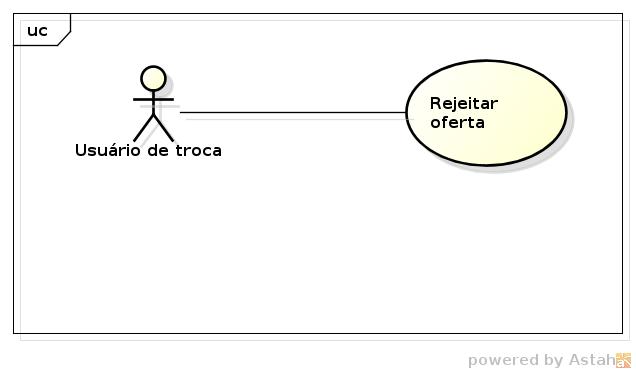 uc
Rejeitar
oferta
Usuário de troca
powered by Astah